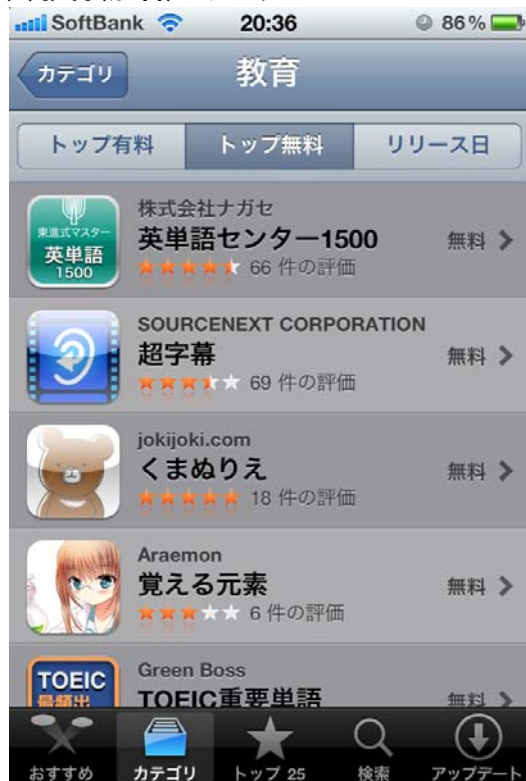 SoftBank 20:36 86%
カテゴリ 教育
トップ有料 トップ無料 リリース日
東進式マスター
英単語
1500
株式会社ナガセ
英単語センター1500 無料
66 件の評価
SOURCENEXT CORPORATION
超字幕 無料
69 件の評価
jokijoki.com
くまぬりえ 無料
18 件の評価
Araemon
覚える元素 無料
6 件の評価
TOEIC
最頻出
Green Boss
TOEIC重要単語 無料
おすすめ カテゴリ トップ 25 検索 アップデート